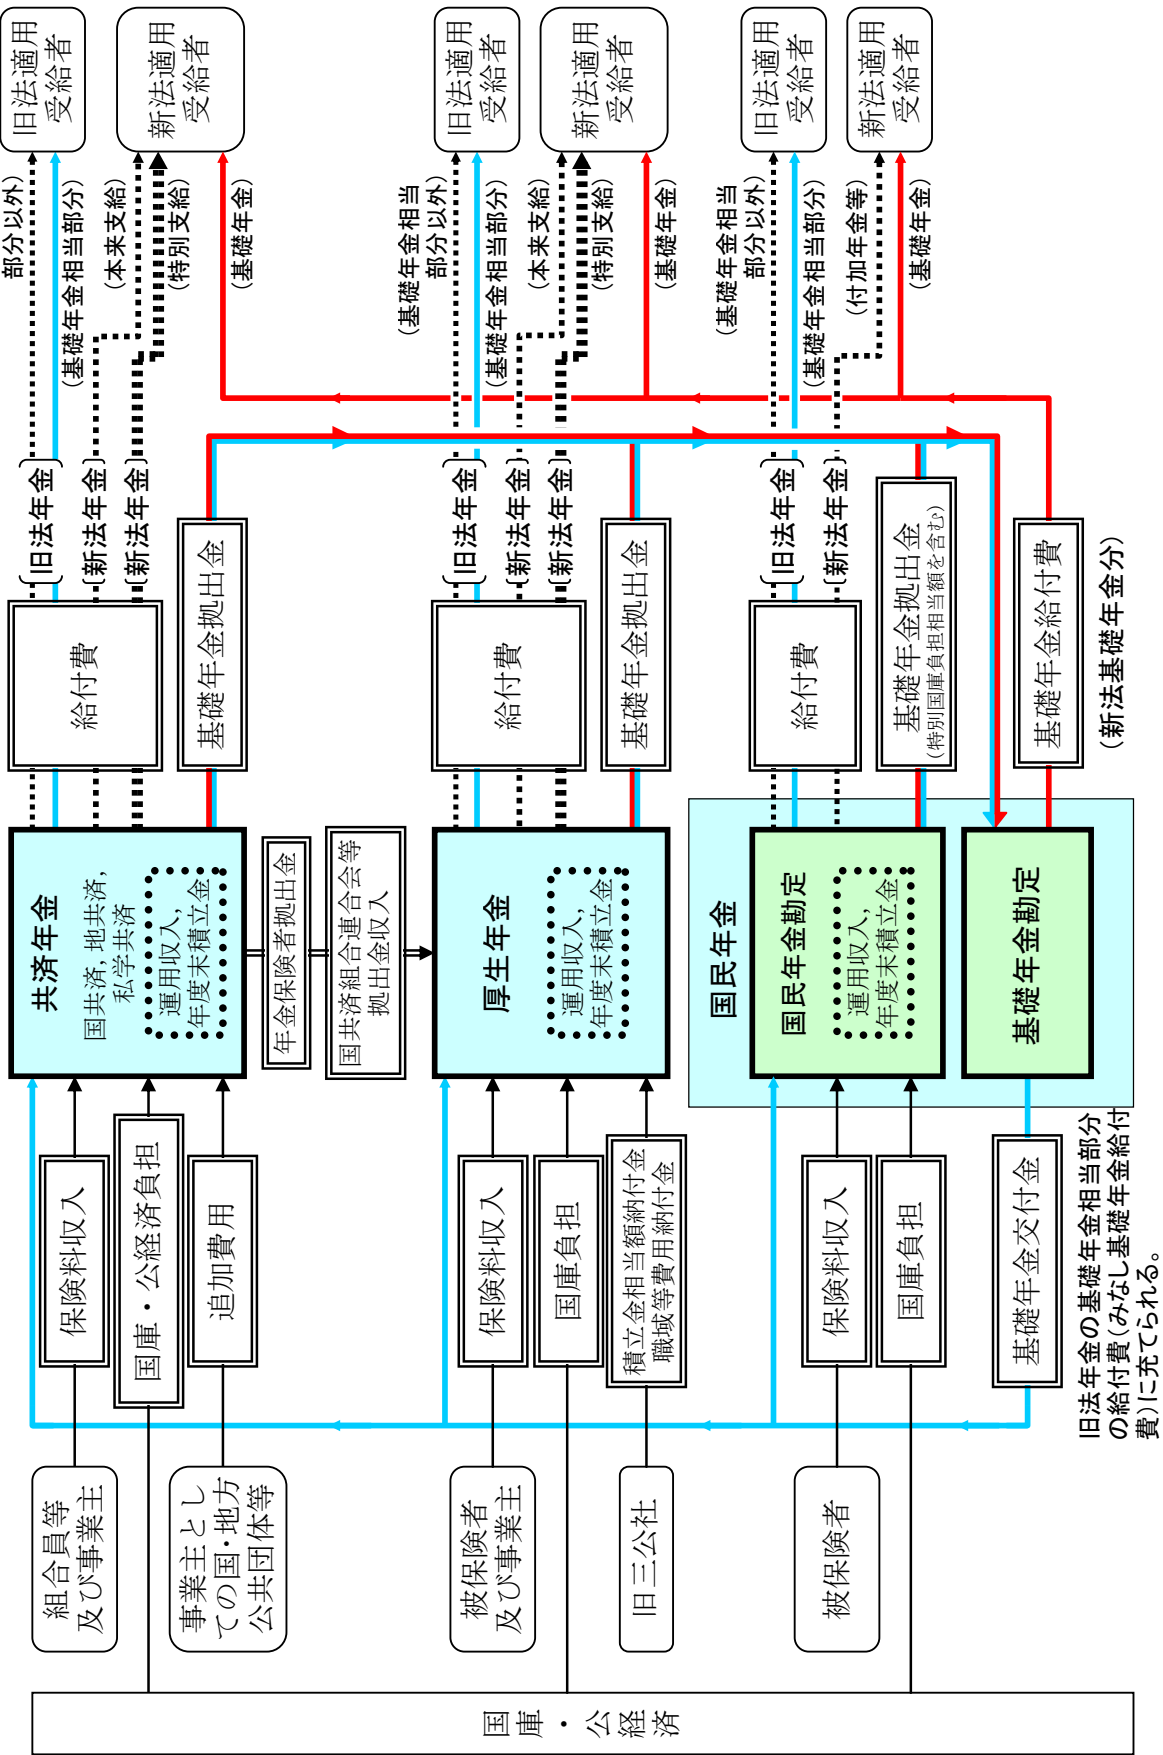 国庫・公経済
組合員等
及び事業主
事業主とし
ての国・地方
公共団体等
被保険者
及び事業主
旧三公社
被保険者
保険料収入
国庫・公経済負担
追加費用
保険料収入
国庫負担
積立金相当額納付金
職域等費用納付金
保険料収入
国庫負担
基礎年金交付金
旧法年金の基礎年金相当部分
の給付費(みなし基礎年金給付
費)に充てられる。
共済年金
国共済,地共済,
私学共済
運用収入,
年度末積立金
年金保険者拠出金
国共済組合連合会等
拠出金収入
厚生年金
運用収入,
年度末積立金
国民年金
国民年金勘定
運用収入,
年度末積立金
基礎年金勘定
給付費
基礎年金拠出金
給付費
基礎年金拠出金
給付費
基礎年金拠出金
(特別国庫負担相当額を含む)
基礎年金給付費
(新法基礎年金分)
旧法年金
新法年金
新法年金
旧法年金
新法年金
新法年金
旧法年金
新法年金
部分以外)
(基礎年金相当部分)
(本来支給)
(特別支給)
(基礎年金)
(基礎年金相当
部分以外)
(基礎年金相当部分)
(本来支給)
(特別支給)
(基礎年金)
(基礎年金相当
部分以外)
(基礎年金相当部分)
(付加年金等)
(基礎年金)
旧法適用
受給者
新法適用
受給者
旧法適用
受給者
新法適用
受給者
旧法適用
受給者
新法適用
受給者